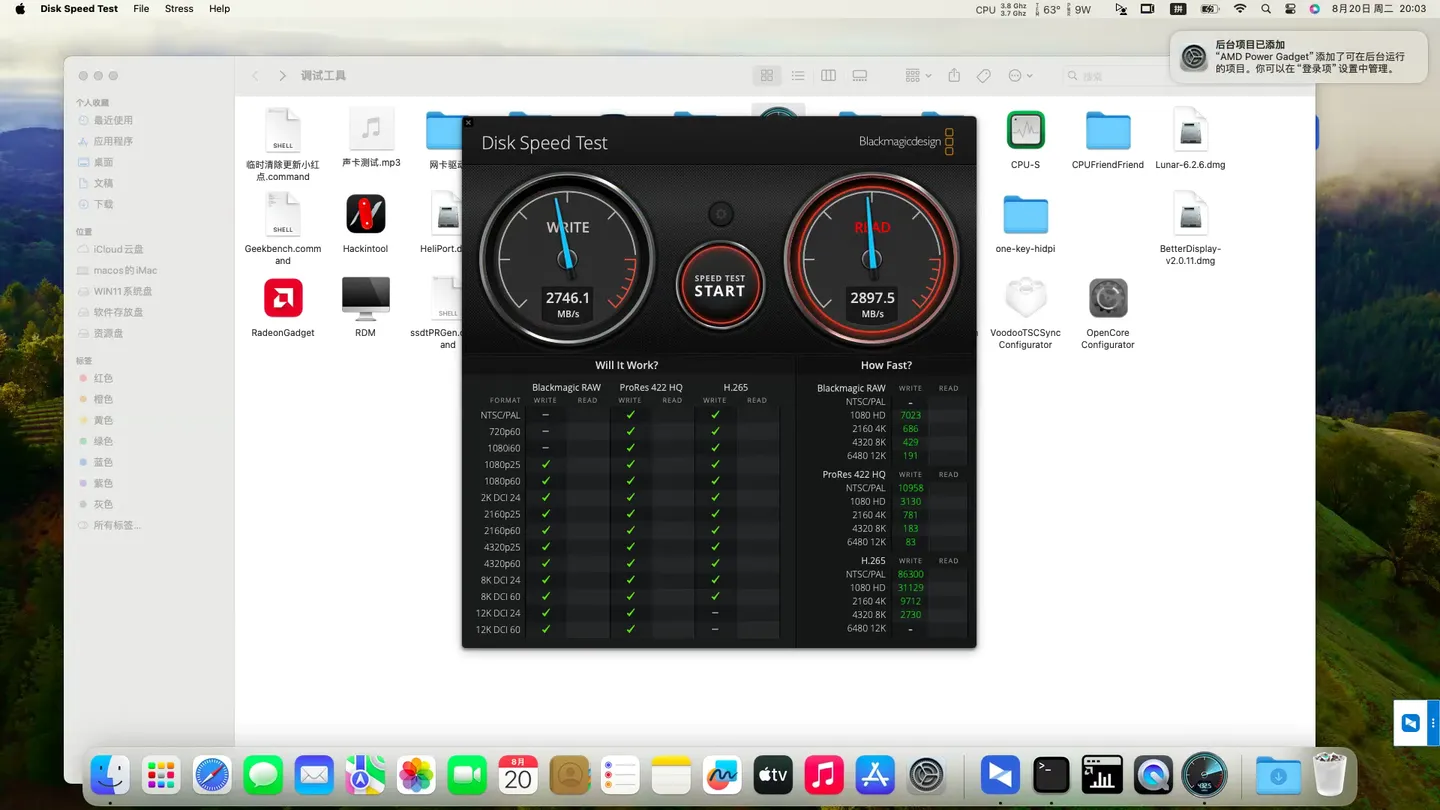 Disk Speed Test File Stress Help
CPU 3.8 Ghz 3.7 Ghz 63° 9W 拼 8月20日 周二 20:03
后台项目已添加
“AMD Power Gadget”添加了可在后台运行
的项目。你可以在“登录项”设置中管理。
调试工具
搜索
个人收藏
最近使用
应用程序
桌面
文稿
下载
位置
iCloud云盘
macos的iMac
WIN11系统盘
软件存放盘
资源盘
标签
红色
橙色
黄色
绿色
蓝色
紫色
灰色
所有标签...
SHELL
临时清除更新小红
点.command
声卡测试.mp3
网卡驱动
CPU-S
CPUFriendFriend
Lunar-6.2.6.dmg
SHELL
Geekbench.comm
and
Hackintool
HeliPort.d
one-key-hidpi
BetterDisplay-
v2.0.11.dmg
RadeonGadget
RDM
SHELL
ssdtPRGen.c
and
VoodooTSCSync
Configurator
OpenCore
Configurator
Disk Speed Test
Blackmagicdesign
WRITE
2746.1
MB/s
SPEED TEST
START
READ
2897.5
MB/s
Will It Work?
Blackmagic RAW ProRes 422 HQ H.265
FORMAT WRITE READ WRITE READ WRITE READ
NTSC/PAL – ✓ ✓
720p60 – ✓ ✓
1080i60 – ✓ ✓
1080p25 ✓ ✓ ✓
1080p60 ✓ ✓ ✓
2K DCI 24 ✓ ✓ ✓
2160p25 ✓ ✓ ✓
2160p60 ✓ ✓ ✓
4320p25 ✓ ✓ ✓
4320p60 ✓ ✓ ✓
8K DCI 24 ✓ ✓ ✓
8K DCI 60 ✓ ✓ ✓
12K DCI 24 ✓ ✓ –
12K DCI 60 ✓ ✓ –
How Fast?
Blackmagic RAW WRITE READ
NTSC/PAL -
1080 HD 7023
2160 4K 686
4320 8K 429
6480 12K 191
ProRes 422 HQ WRITE READ
NTSC/PAL 10958
1080 HD 3130
2160 4K 781
4320 8K 183
6480 12K 83
H.265 WRITE READ
NTSC/PAL 86300
1080 HD 31129
2160 4K 9712
4320 8K 2730
6480 12K -
8月
20
tv